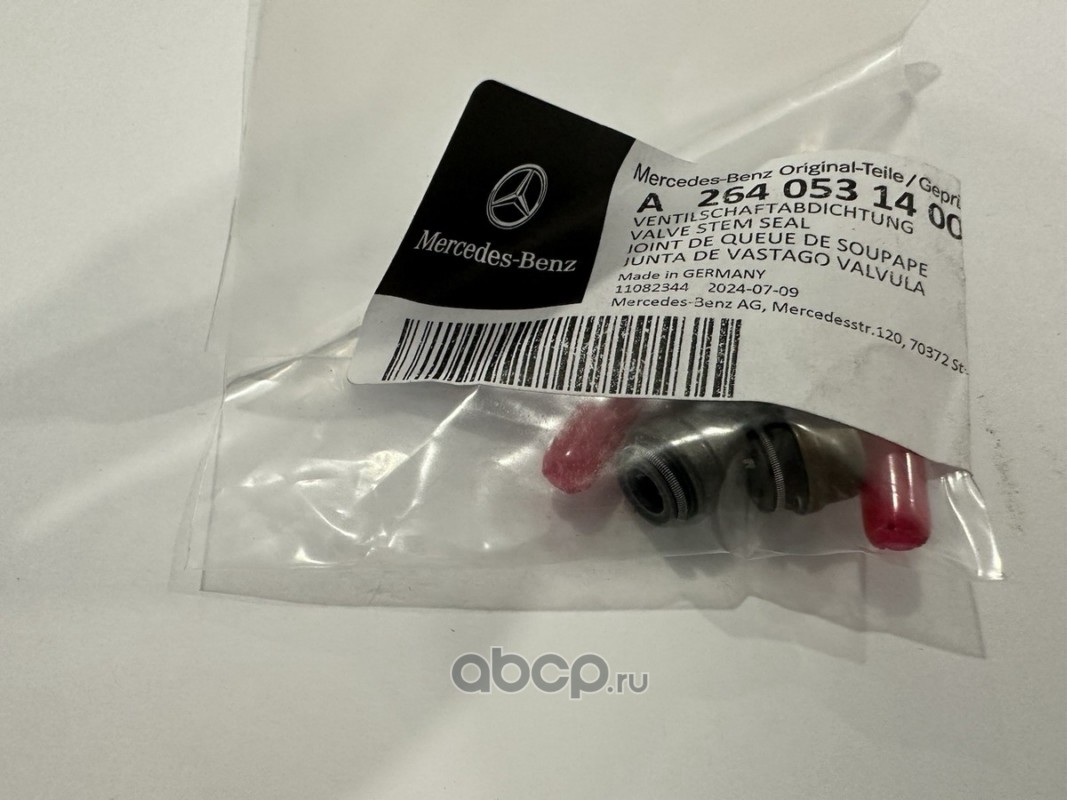 Mercedes-Benz
Mercedes-Benz Original-Teile/Geprü
A 264 053 14 00
VENTILSCHAFTABDICHTUNG
VALVE STEM SEAL
JOINT DE QUEUE DE SOUPAPE
JUNTA DE VASTAGO VALVULA
Made in GERMANY
11082344 2024-07-09
Mercedes-Benz AG, Mercedesstr.120, 70372 St
abcp.ru